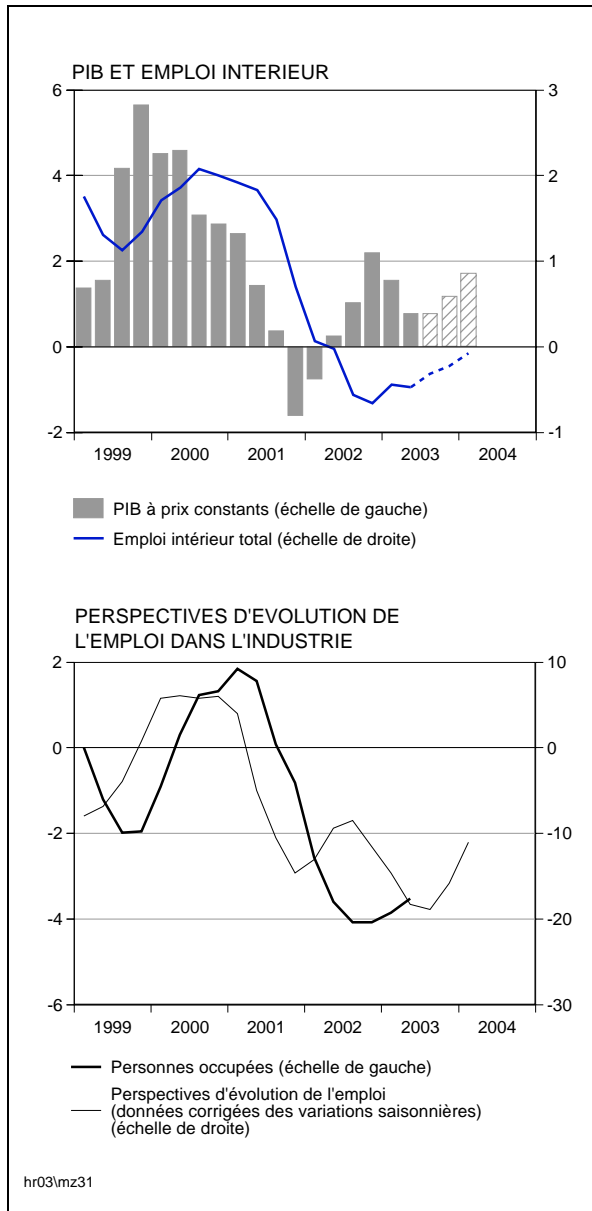 PIB ET EMPLOI INTERIEUR
6
4
2
0
-2
3
2
1
0
-1
1999 2000 2001 2002 2003 2004
PIB à prix constants (échelle de gauche)
Emploi intérieur total (échelle de droite)
PERSPECTIVES D'EVOLUTION DE
L'EMPLOI DANS L'INDUSTRIE
2
0
-2
-4
-6
10
0
-10
-20
-30
1999 2000 2001 2002 2003 2004
Personnes occupées (échelle de gauche)
Perspectives d'évolution de l'emploi
(données corrigées des variations saisonnières)
(échelle de droite)
hr03\mz31